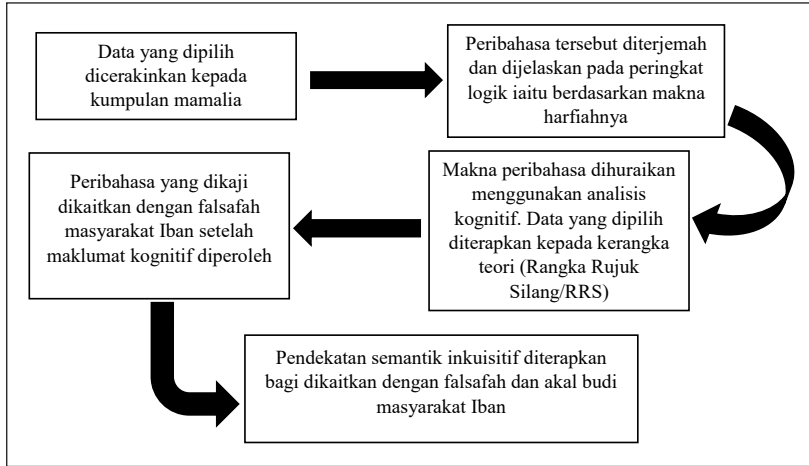 Data yang dipilih
dicerakinkan kepada
kumpulan mamalia
Peribahasa tersebut diterjemah
dan dijelaskan pada peringkat
logik iaitu berdasarkan makna
harfiahnya
Makna peribahasa dihuraikan
menggunakan analisis
kognitif. Data yang dipilih
diterapkan kepada kerangka
teori (Rangka Rujuk
Silang/RRS)
Peribahasa yang dikaji
dikaitkan dengan falsafah
masyarakat Iban setelah
maklumat kognitif diperoleh
Pendekatan semantik inkuisitif diterapkan
bagi dikaitkan dengan falsafah dan akal budi
masyarakat Iban